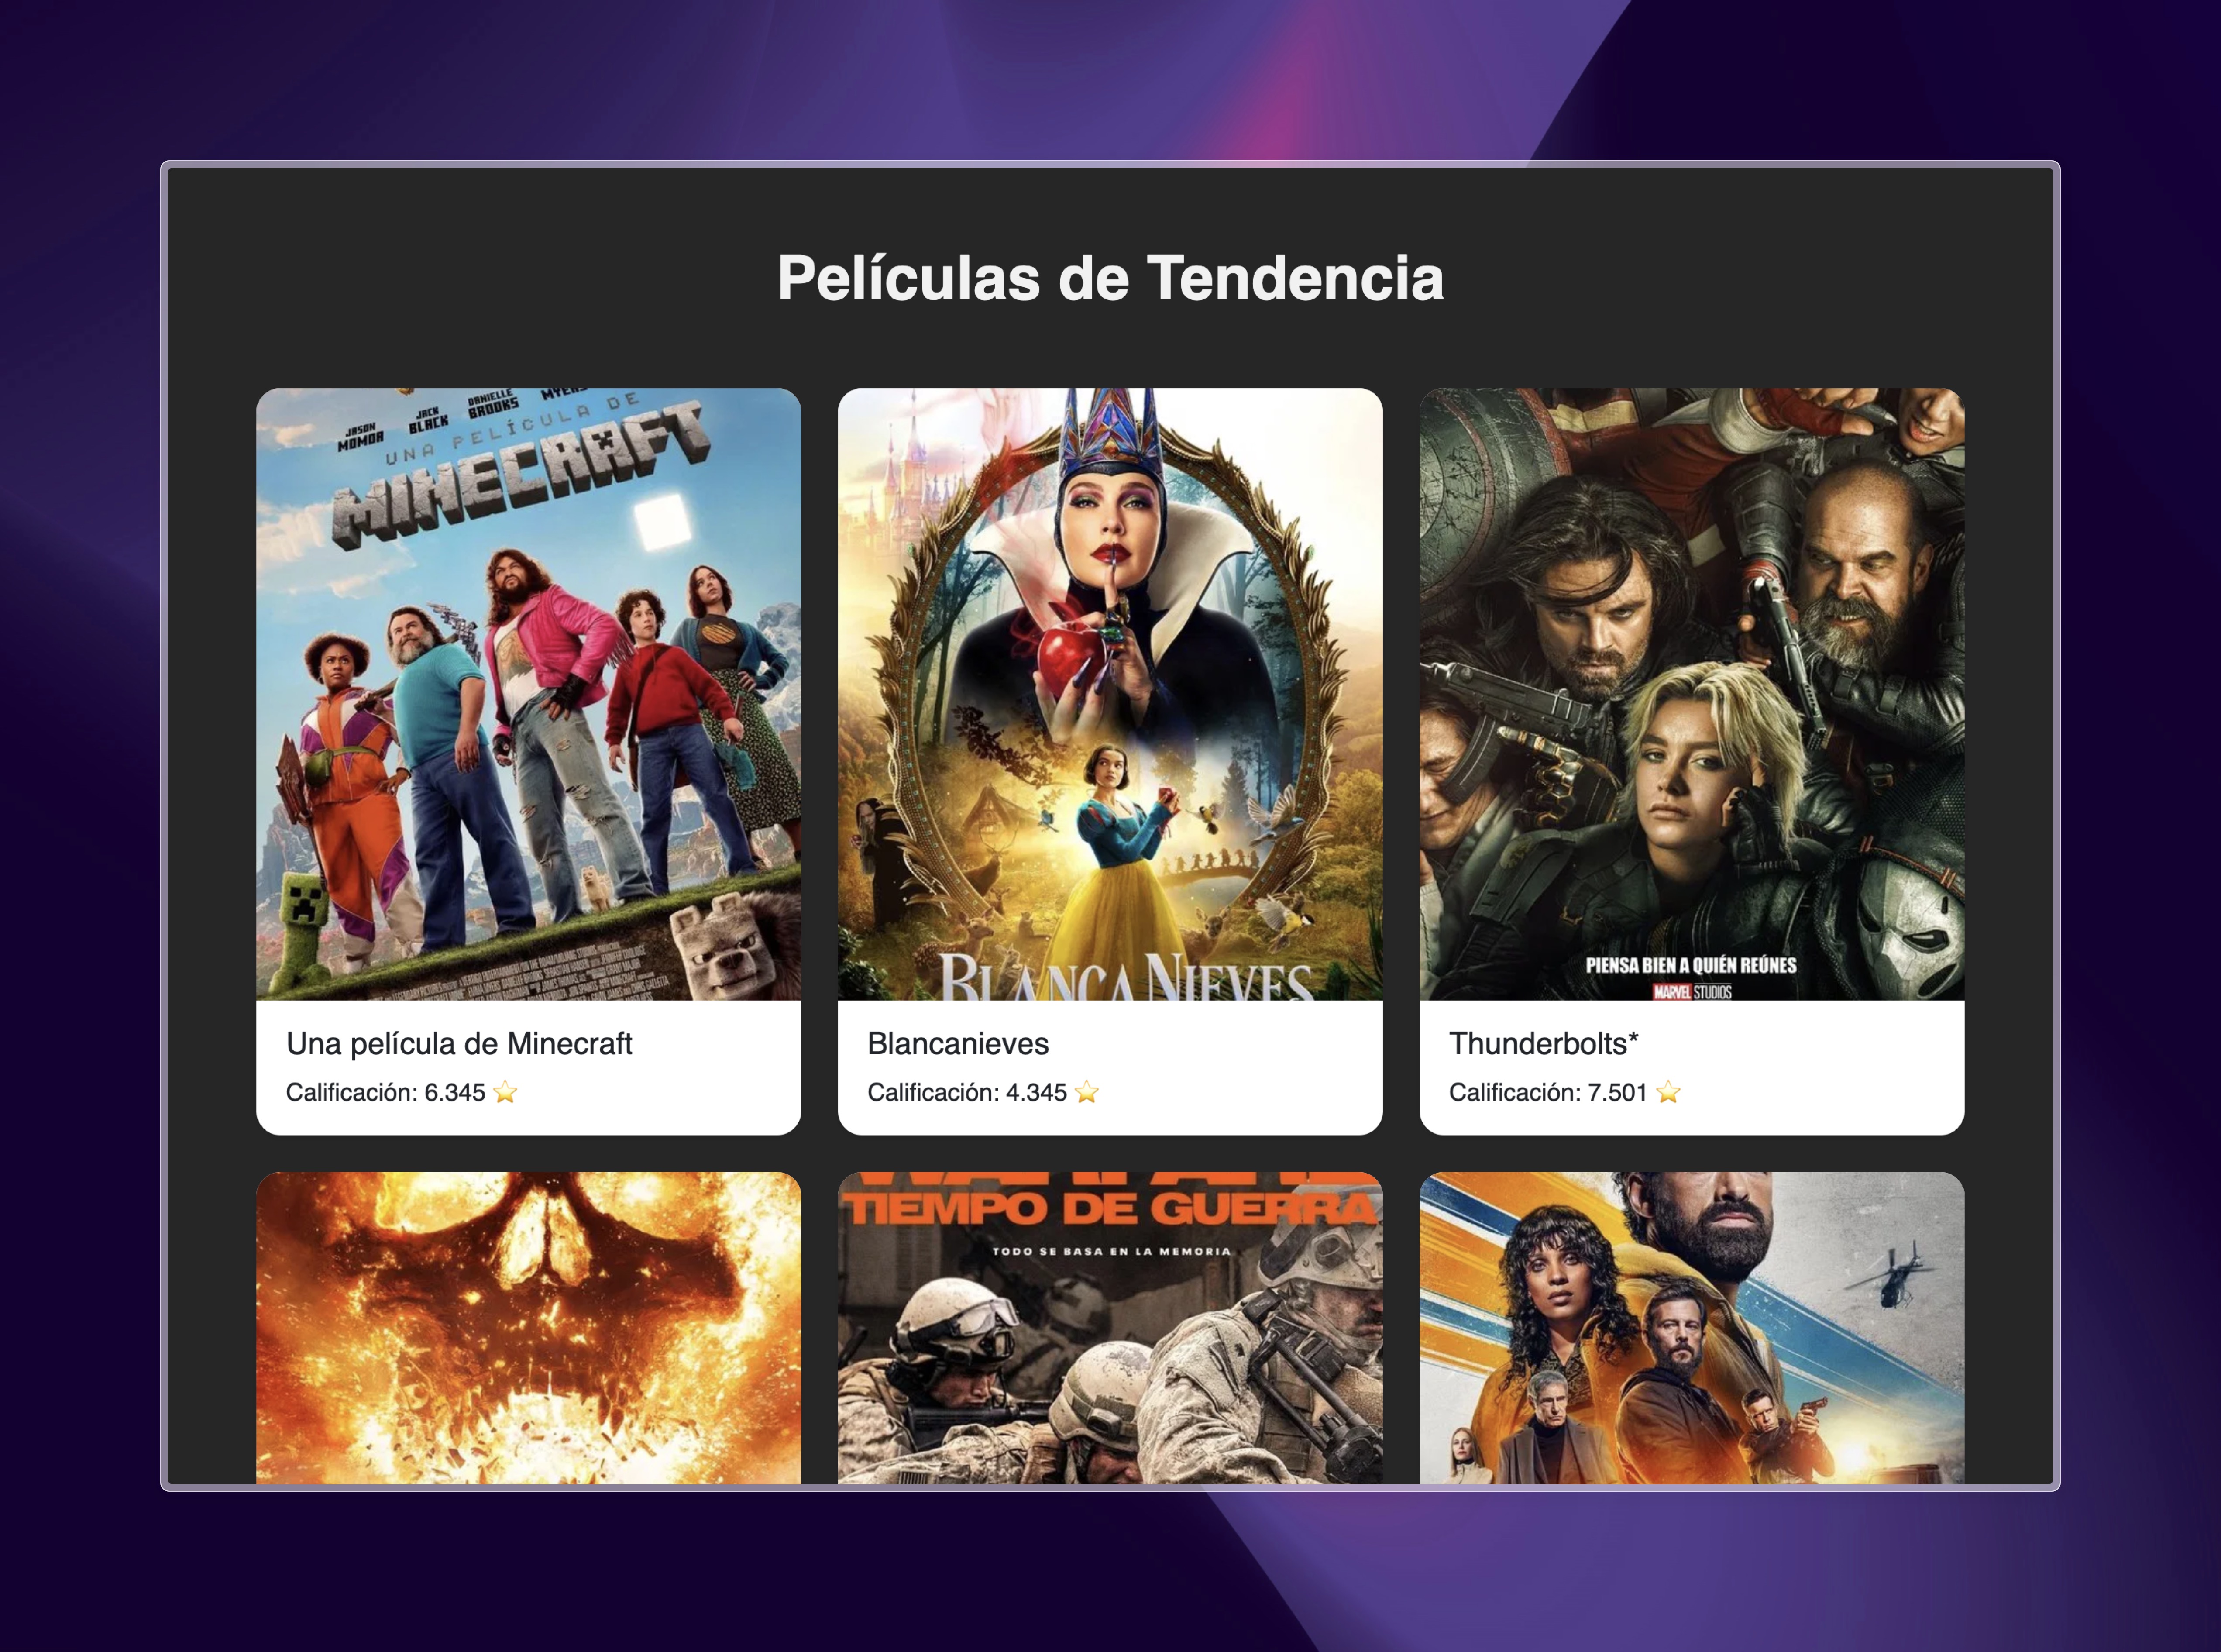 Películas de Tendencia
JASON
MOMOA
JACK
BLACK
DANIELLE
BROOKS
UNA PELÍCULA DE
MINECRAFT
BLANCA NIEVES
PIENSA BIEN A QUIÉN REÚNES
MARVEL STUDIOS
Una película de Minecraft
Calificación: 6.345 ⭐
Blancanieves
Calificación: 4.345 ⭐
Thunderbolts*
Calificación: 7.501 ⭐
TIEMPO DE GUERRA
TODO SE BASA EN LA MEMORIA